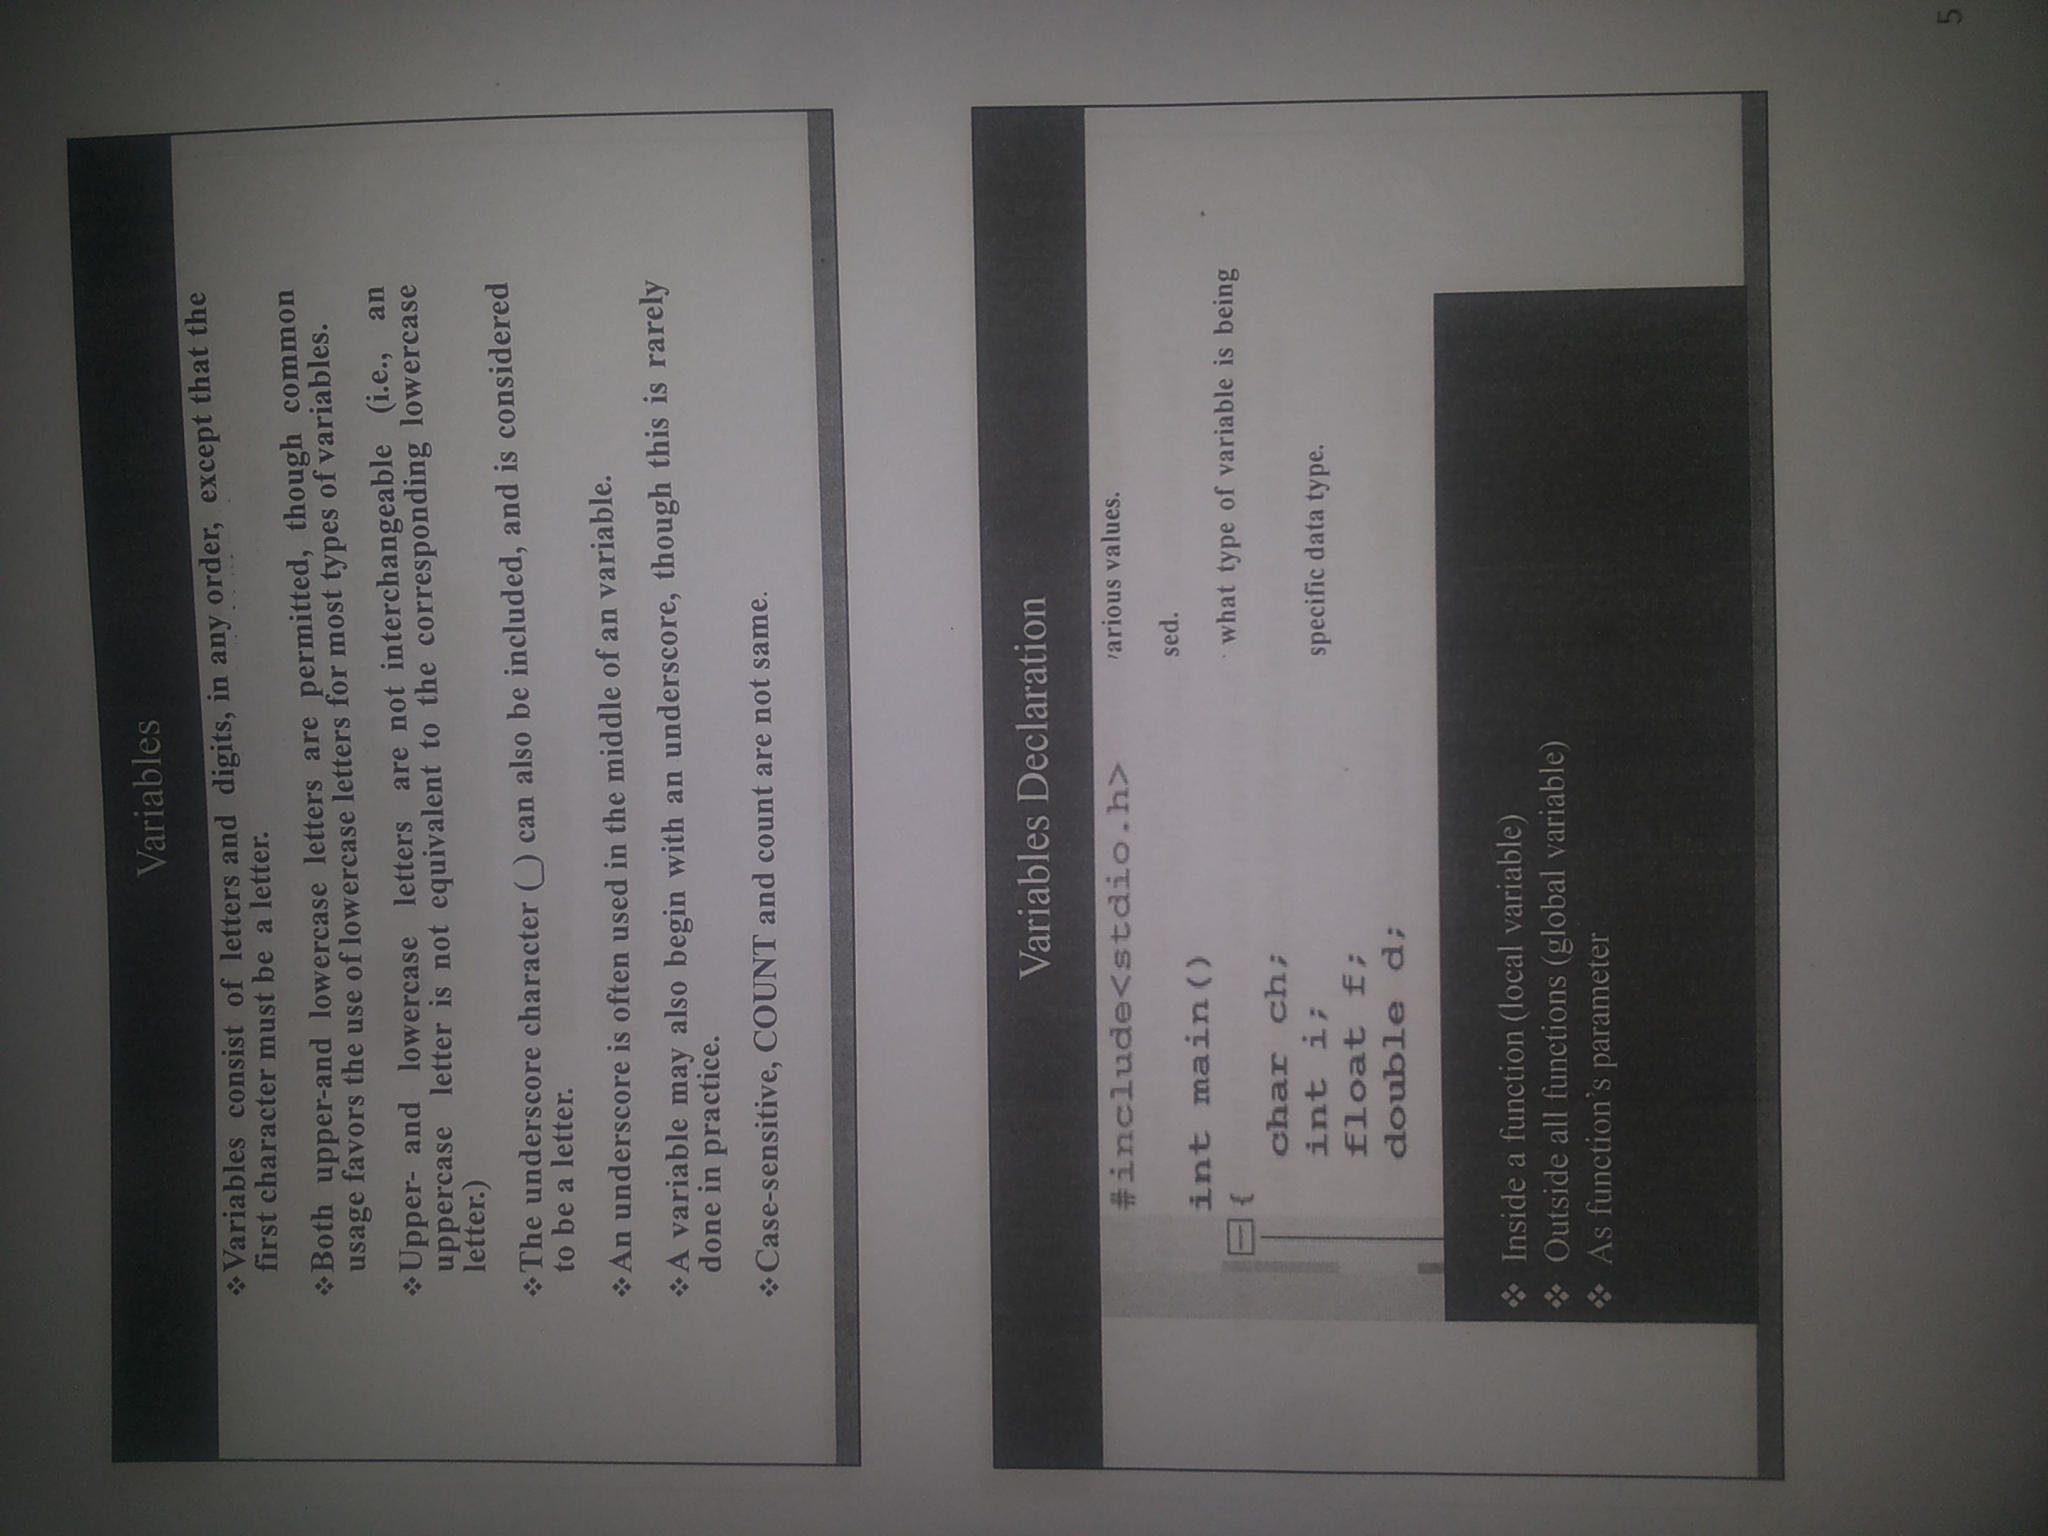 Variables
❖Variables consist of letters and digits, in any order, except that the
first character must be a letter.
❖Both upper-and lowercase letters are permitted, though common
usage favors the use of lowercase letters for most types of variables.
❖Upper- and lowercase letters are not interchangeable (i.e., an
uppercase letter is not equivalent to the corresponding lowercase
letter.)
❖The underscore character (_) can also be included, and is considered
to be a letter.
❖An underscore is often used in the middle of an variable.
❖A variable may also begin with an underscore, though this is rarely
done in practice.
❖Case-sensitive, COUNT and count are not same.
Variables Declaration
#include<stdio.h>
arious values.
sed.
int main()
what type of variable is being
{
char ch;
int i;
specific data type.
float f;
double d;
❖ Inside a function (local variable)
❖ Outside all functions (global variable)
❖ As function's parameter
5